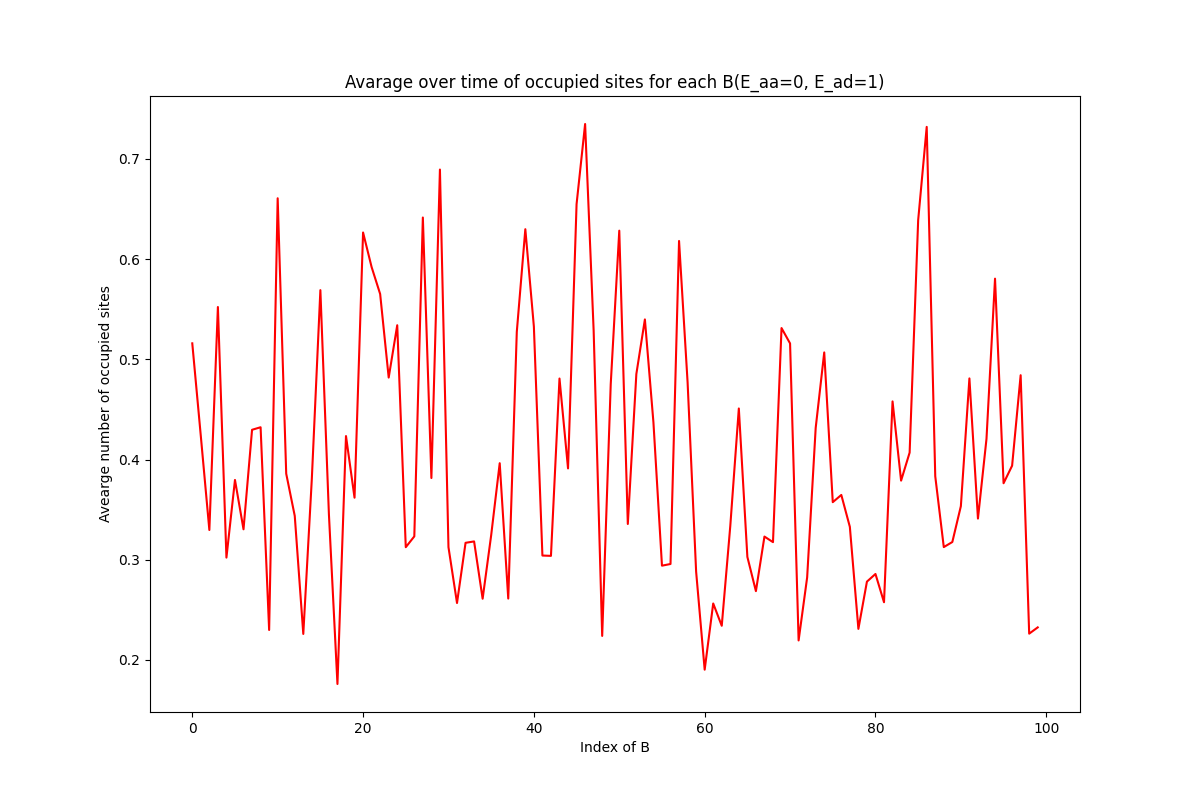 Avarage over time of occupied sites for each B(E_aa=0, E_ad=1)
0.7
0.6
0.5
0.4
0.3
0.2
Avearge number of occupied sites
0 20 40 60 80 100
Index of B